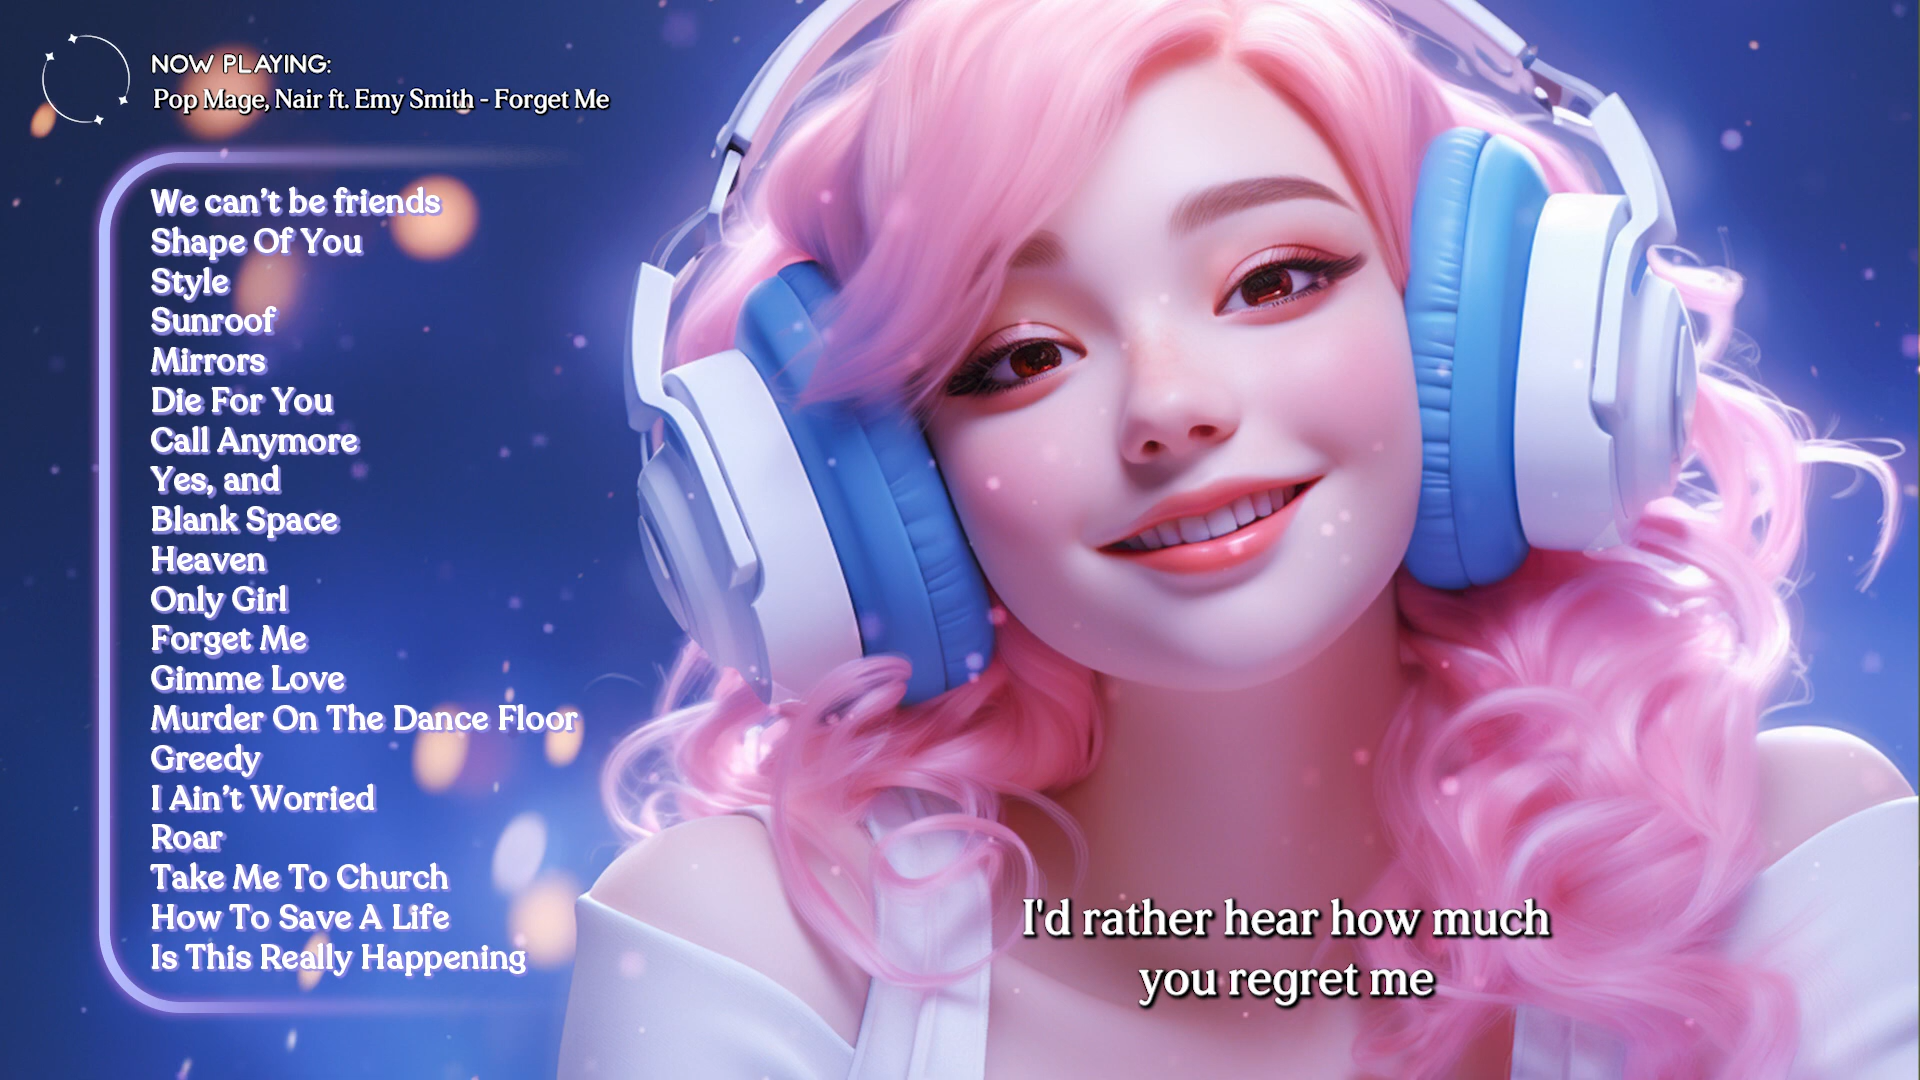 NOW PLAYING:
Pop Mage, Nair ft. Emy Smith - Forget Me
We can't be friends
Shape Of You
Style
Sunroof
Mirrors
Die For You
Call Anymore
Yes, and
Blank Space
Heaven
Only Girl
Forget Me
Gimme Love
Murder On The Dance Floor
Greedy
I Ain't Worried
Roar
Take Me To Church
How To Save A Life
Is This Really Happening
I'd rather hear how much
you regret me